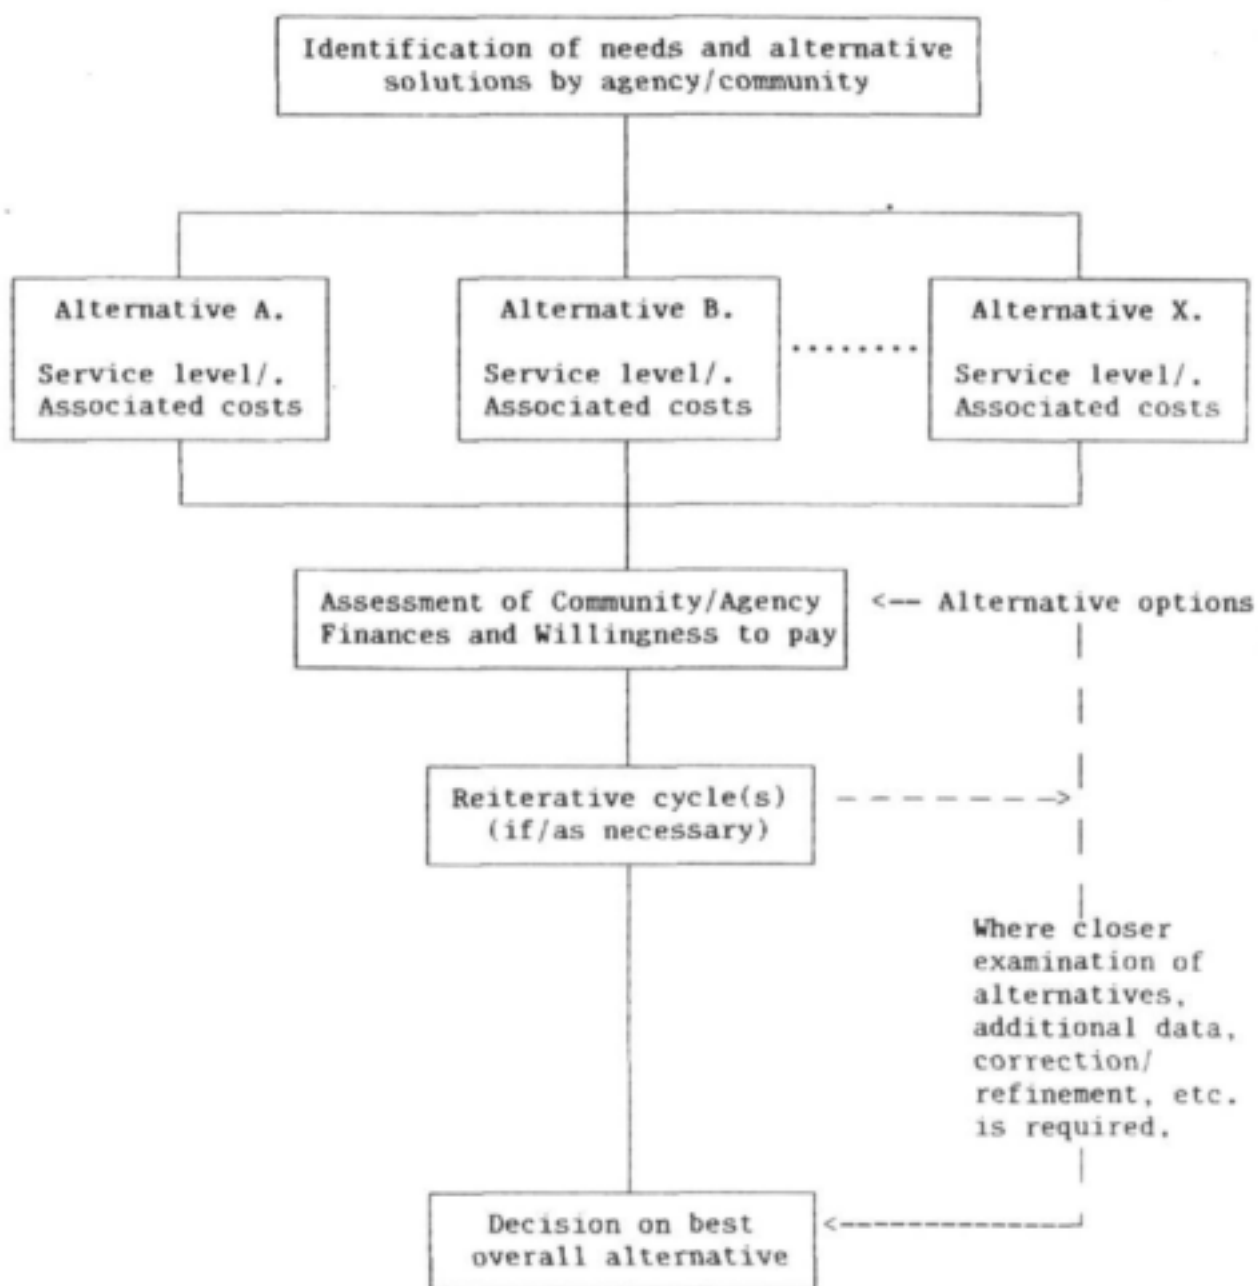 Identification of needs and alternative
solutions by agency/community
Alternative A.
Service level/.
Associated costs
Alternative B.
Service level/.
Associated costs
........
Alternative X.
Service level/.
Associated costs
Assessment of Community/Agency
Finances and Willingness to pay
<-- Alternative options
Reiterative cycle(s)
(if/as necessary)
Where closer
examination of
alternatives,
additional data,
correction/
refinement, etc.
is required.
Decision on best
overall alternative